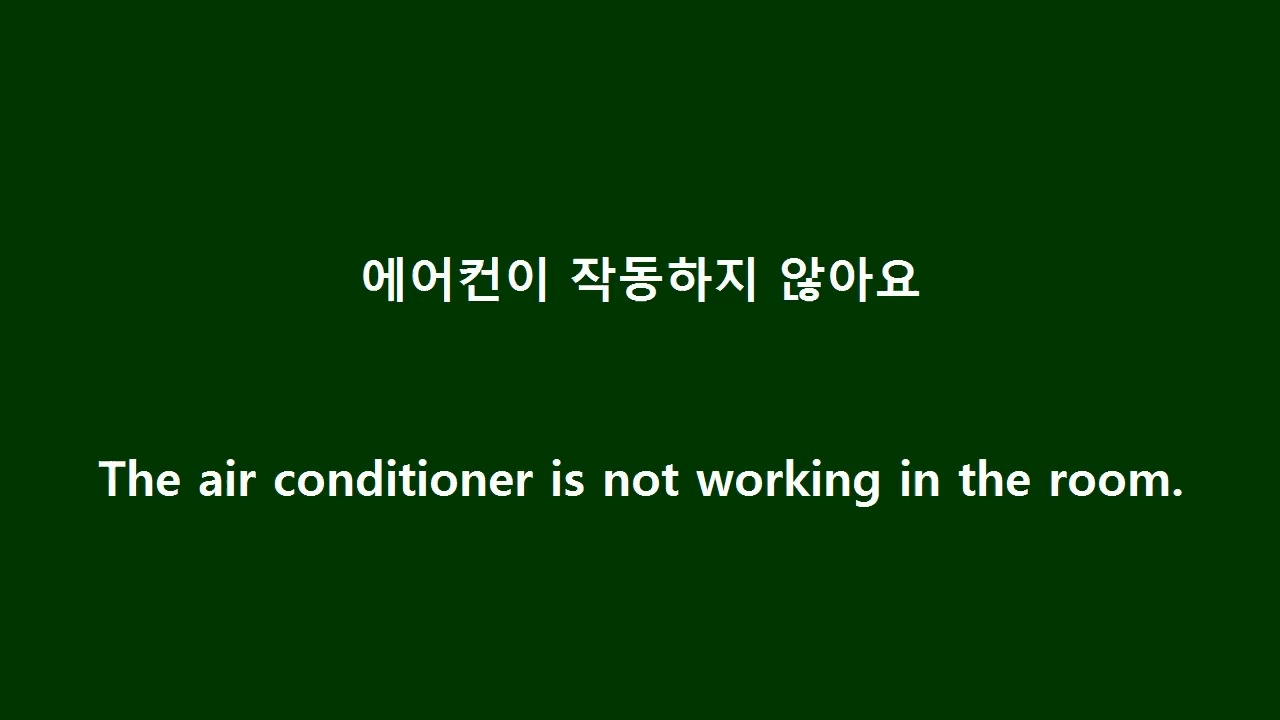 에어컨이 작동하지 않아요
The air conditioner is not working in the room.